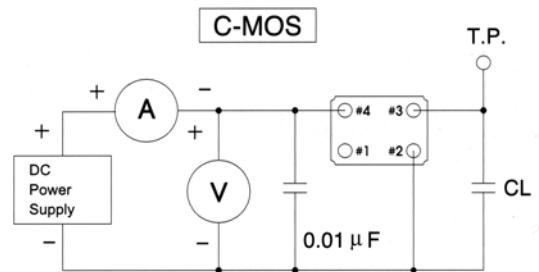 C-MOS
T.P.
+ A −
+ V −
+ DC Power Supply −
#4 #3
#1 #2
0.01 μF
CL